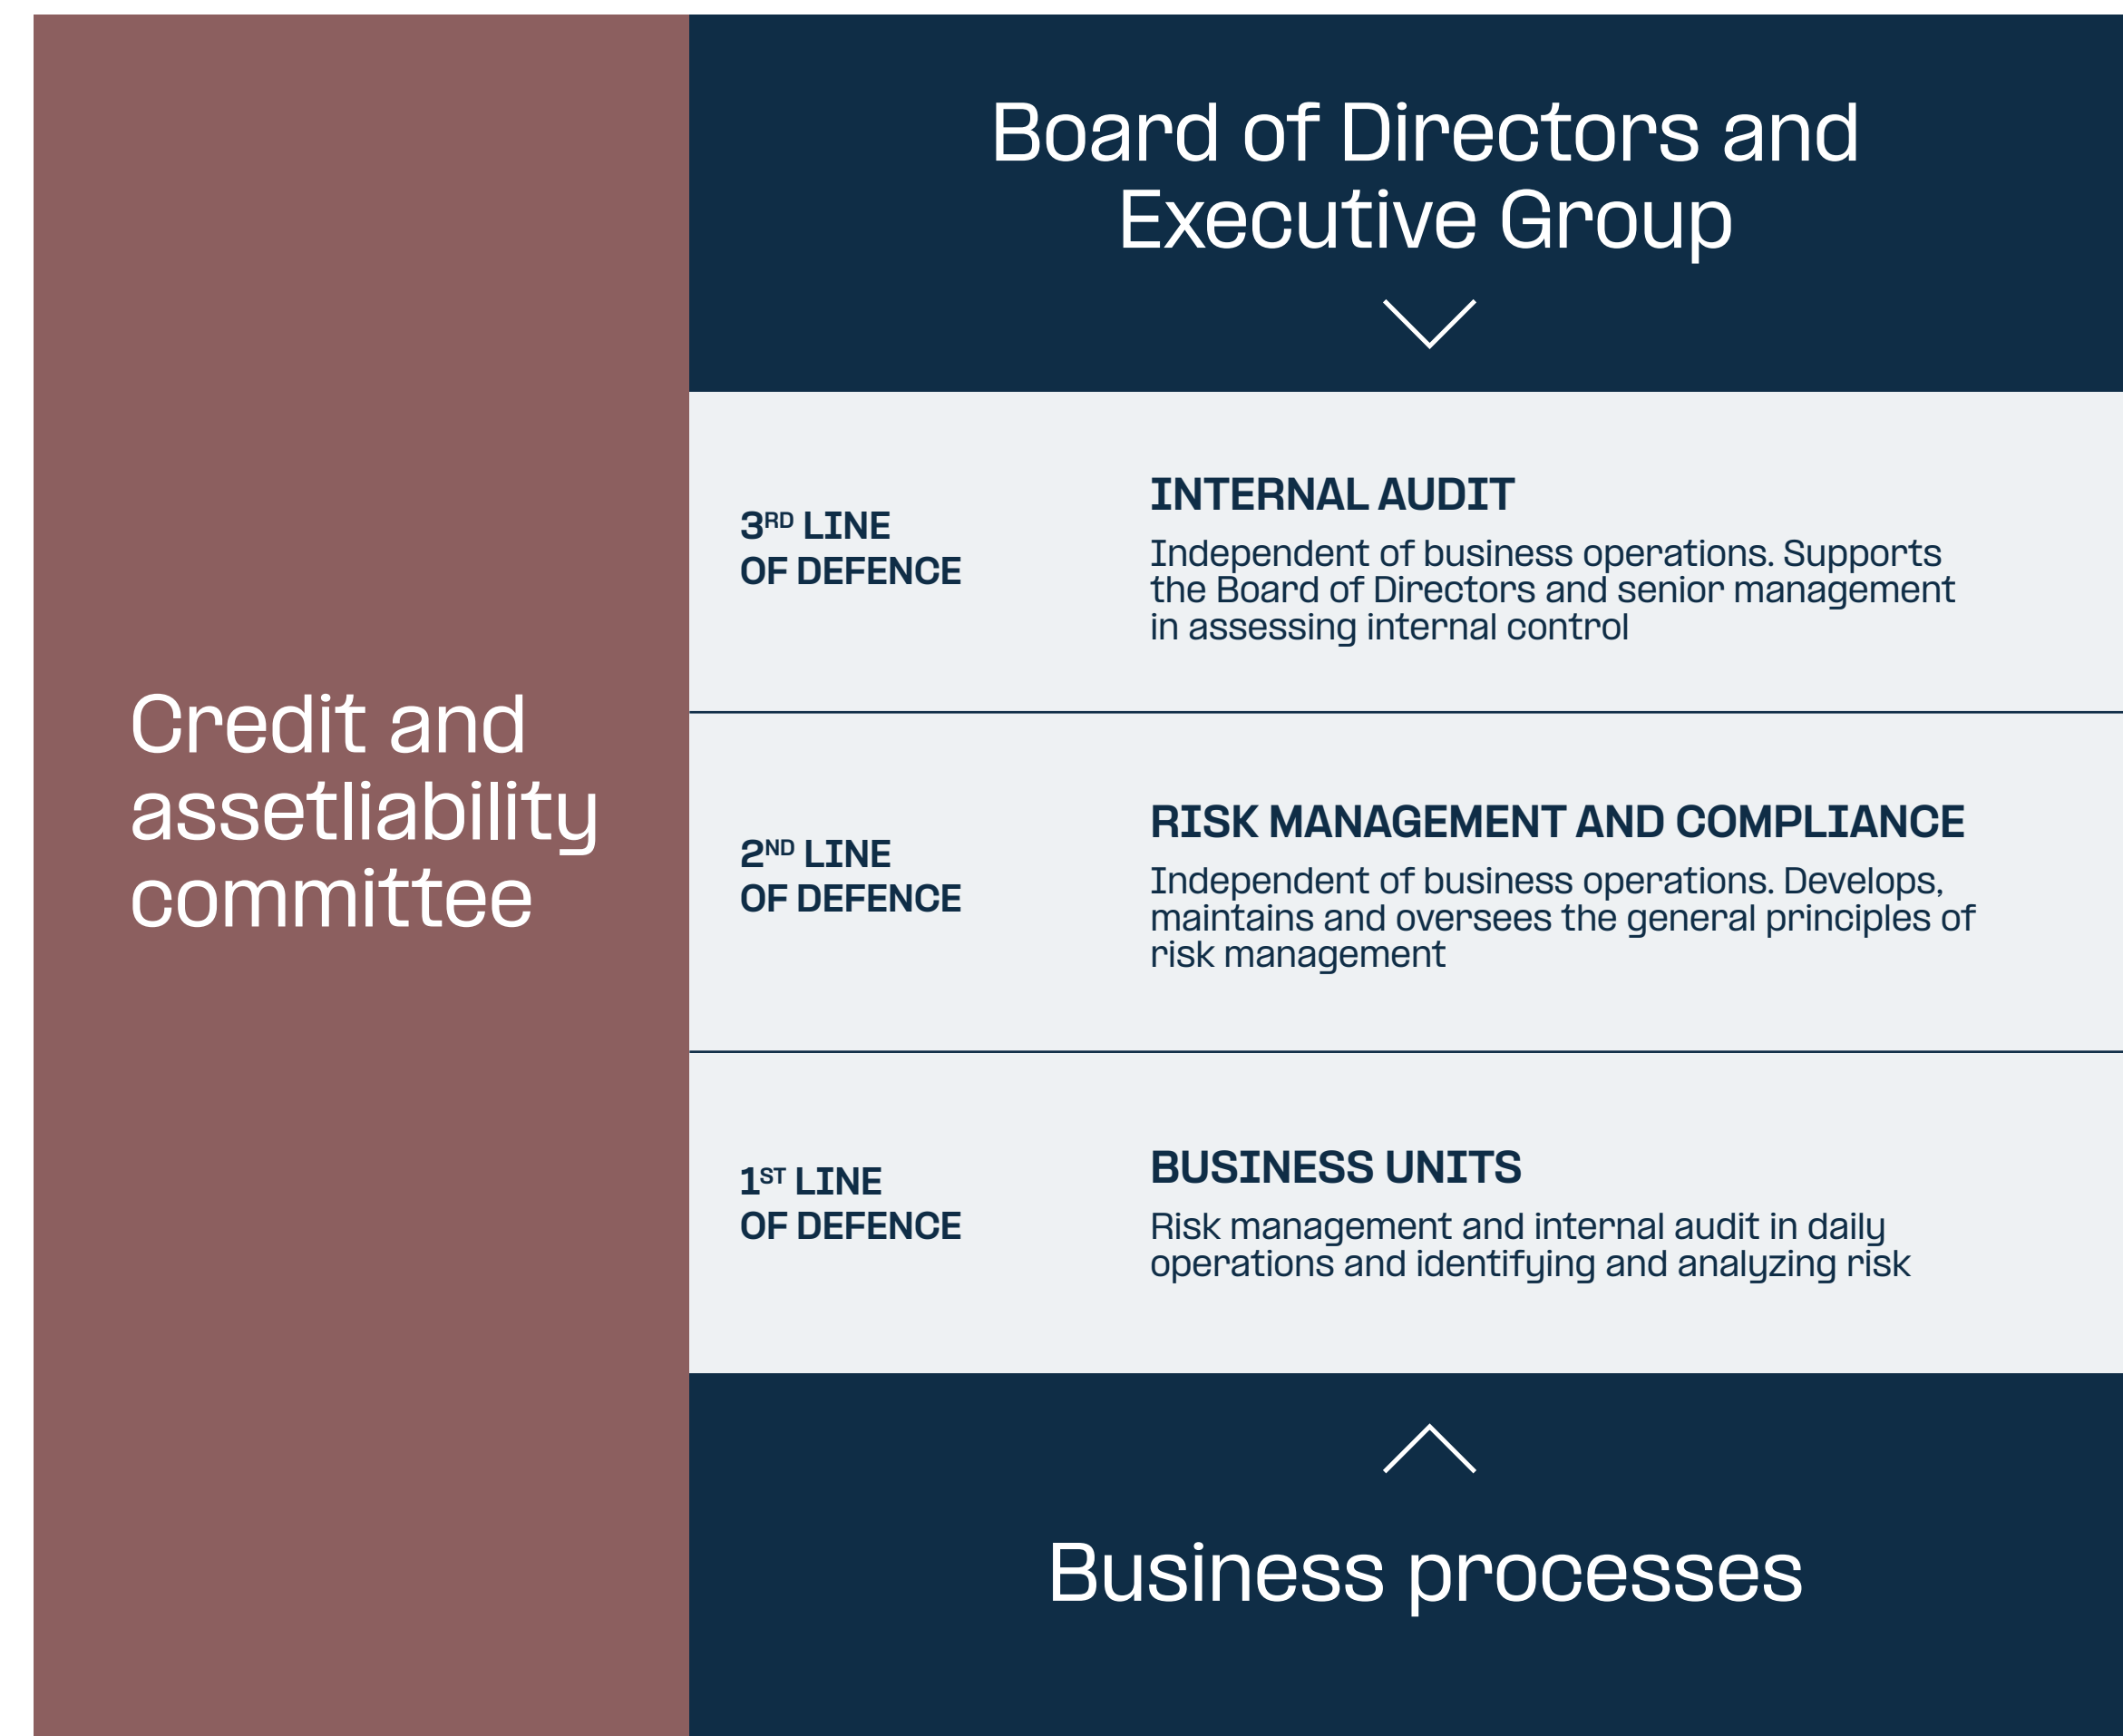 Credit and
assetliability
committee
Board of Directors and
Executive Group
3RD LINE
OF DEFENCE
INTERNAL AUDIT
Independent of business operations. Supports
the Board of Directors and senior management
in assessing internal control
2ND LINE
OF DEFENCE
RISK MANAGEMENT AND COMPLIANCE
Independent of business operations. Develops,
maintains and oversees the general principles of
risk management
1ST LINE
OF DEFENCE
BUSINESS UNITS
Risk management and internal audit in daily
operations and identifying and analyzing risk
Business processes